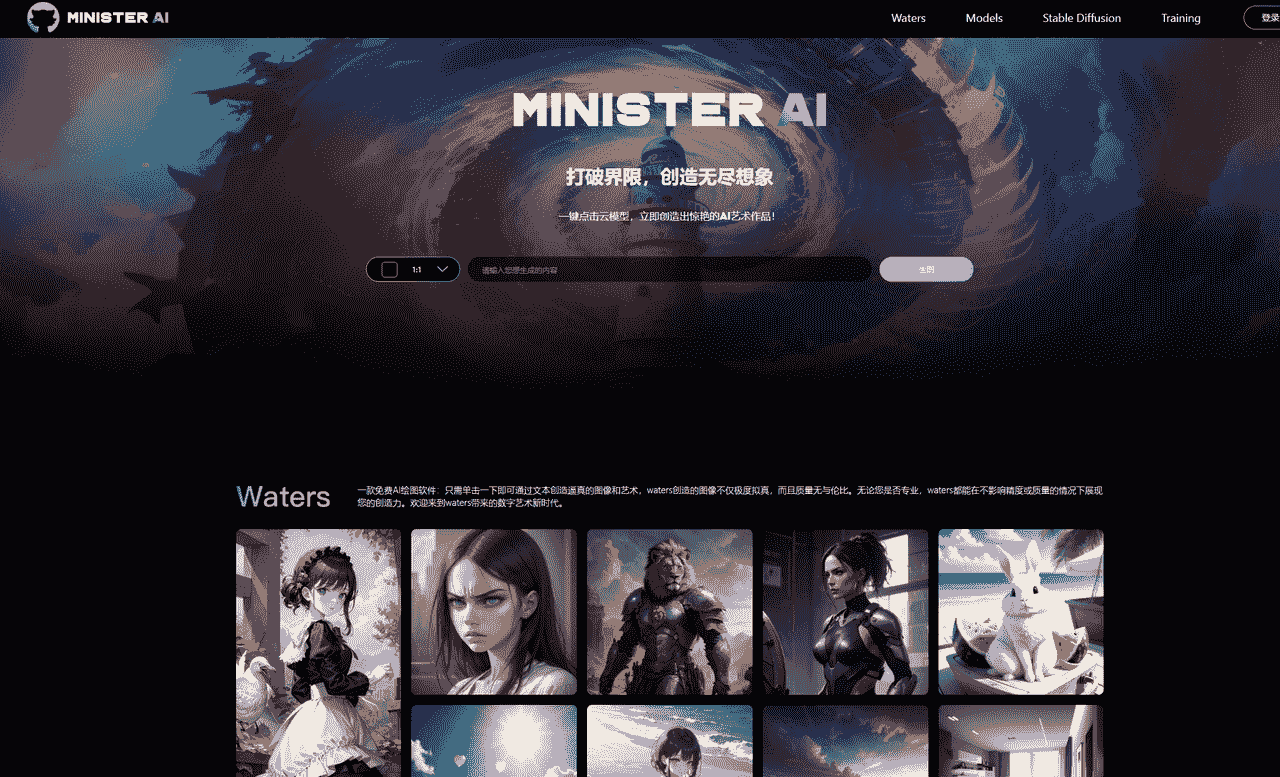 MINISTER AI
Waters
Models
Stable Diffusion
Training
登录
MINISTER AI
打破界限，创造无尽想象
一键点击云模型，立即创造出惊艳的AI艺术作品！
1:1
请输入您想生成的内容
生图
Waters
一款免费AI绘图软件：只需单击一下即可通过文本创造逼真的图像和艺术，waters创造的图像不仅极度拟真，而且质量无与伦比。无论您是否专业，waters都能在不影响精度或质量的情况下展现
您的创造力。欢迎来到waters带来的数字艺术新时代。